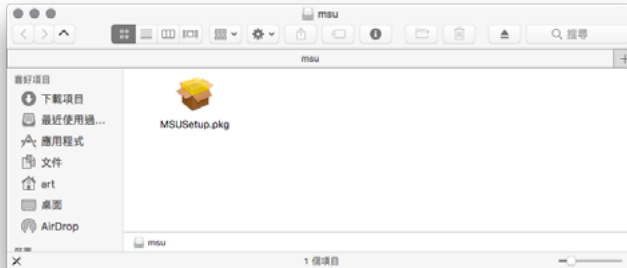 msu
搜尋
msu
喜好項目
下載項目
最近使用過...
應用程式
文件
art
桌面
AirDrop
MSUSetup.pkg
msu
1 個項目